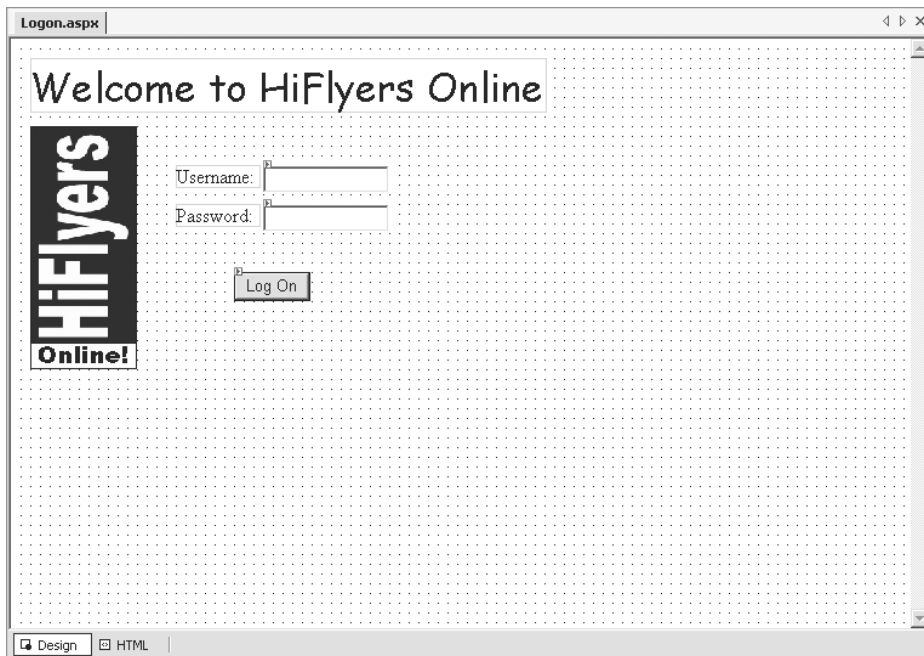 Logon.aspx
Welcome to HiFlyers Online
HiFlyers
Online!
Username:
Password:
Log On
Design HTML